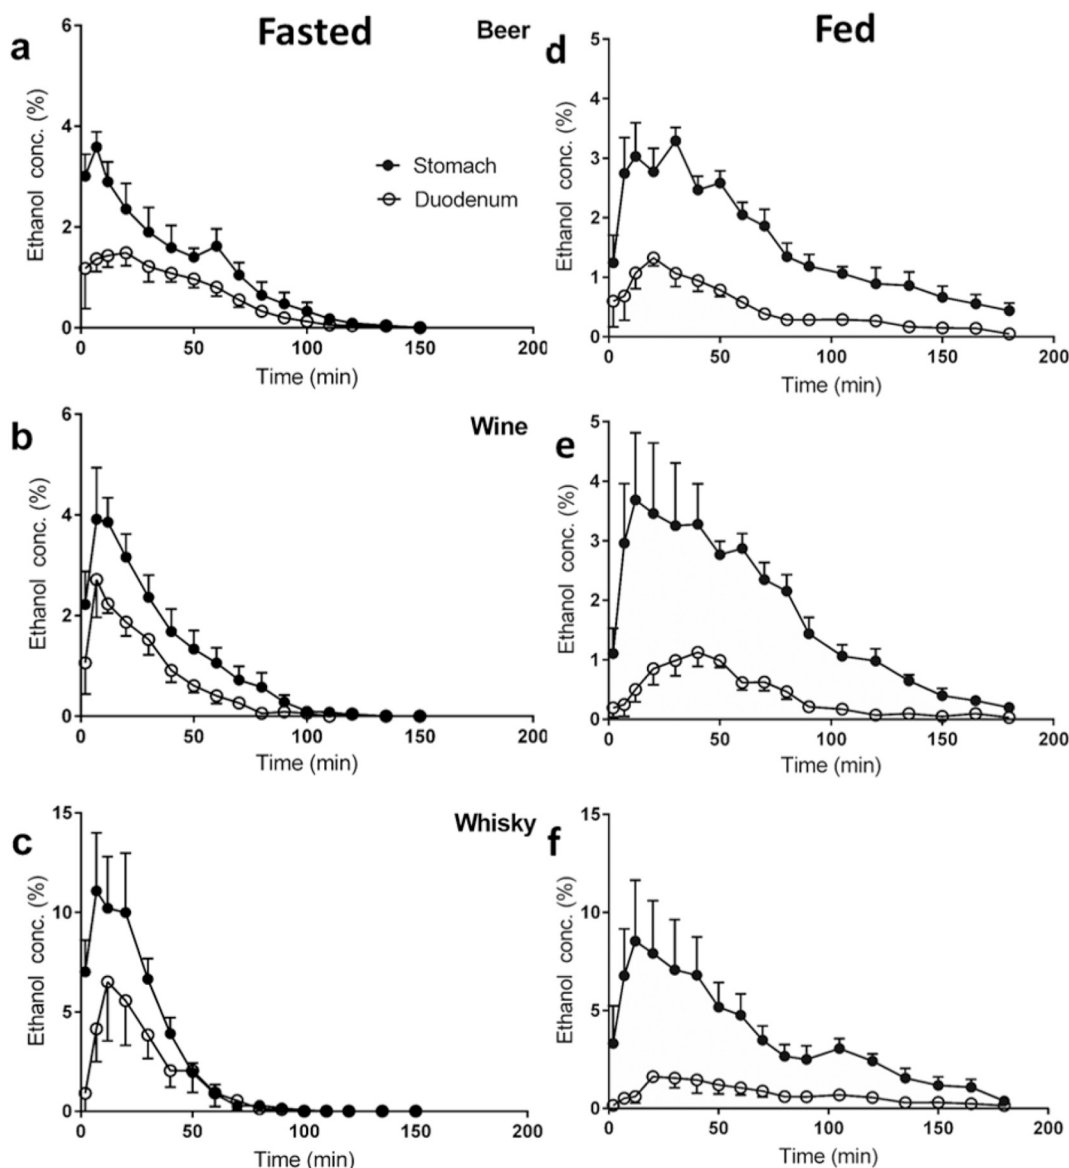 Fasted
Fed
a
Beer
6
4
2
0
Ethanol conc. (%)
Stomach
Duodenum
0 50 100 150 200
Time (min)
d
5
4
3
2
1
0
Ethanol conc. (%)
0 50 100 150 200
Time (min)
b
Wine
6
4
2
0
Ethanol conc. (%)
0 50 100 150 200
Time (min)
e
5
4
3
2
1
0
Ethanol conc. (%)
0 50 100 150 200
Time (min)
c
Whisky
15
10
5
0
Ethanol conc. (%)
0 50 100 150 200
Time (min)
f
15
10
5
0
Ethanol conc. (%)
0 50 100 150 200
Time (min)